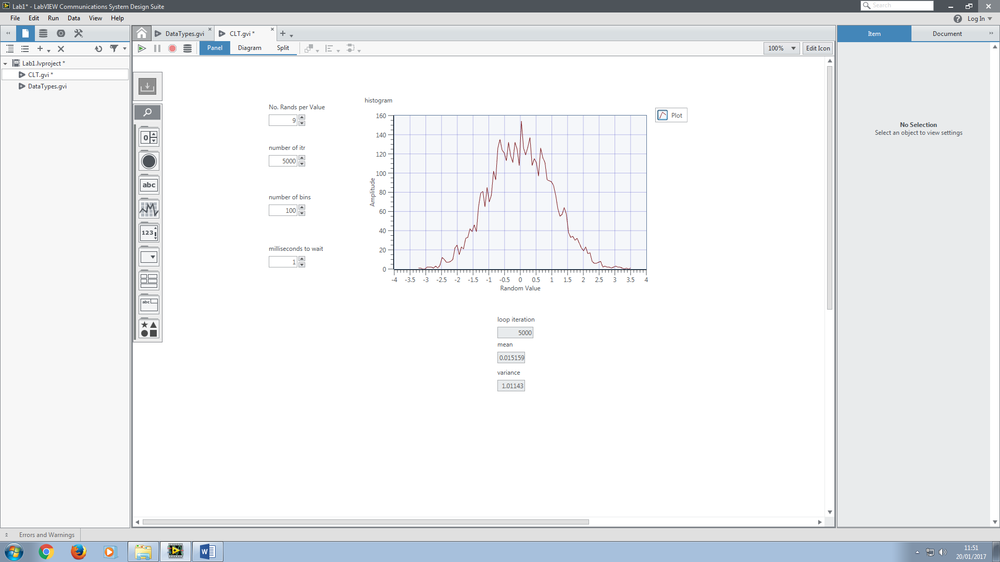 Lab1* - LabVIEW Communications System Design Suite
Search
File Edit Run Data View Help
Log In
DataTypes.gvi
CLT.gvi *
Item
Document
Panel
Diagram
Split
100%
Edit Icon
Lab1.lvproject *
CLT.gvi *
DataTypes.gvi
No Selection
Select an object to view settings
0
abc
123
abc
No. Rands per Value
9
number of itr
5000
number of bins
100
milliseconds to wait
1
histogram
Plot
160
140
120
100
80
60
40
20
0
Amplitude
-4 -3.5 -3 -2.5 -2 -1.5 -1 -0.5 0 0.5 1 1.5 2 2.5 3 3.5 4
Random Value
loop iteration
5000
mean
0.015159
variance
1.01143
Errors and Warnings
W
11:51
20/01/2017